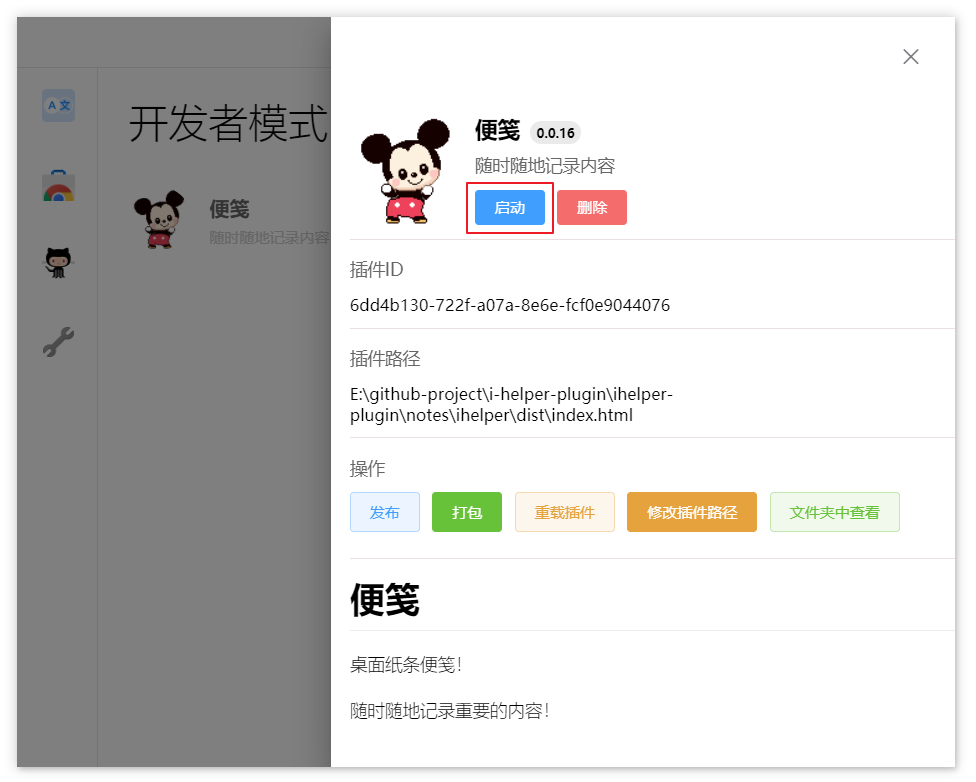 A 文
开发者模式
便笺
随时随地记录内容
便笺 0.0.16
随时随地记录内容
启动 删除
插件ID
6dd4b130-722f-a07a-8e6e-fcf0e9044076
插件路径
E:\github-project\i-helper-plugin\ihelper-
plugin\notes\ihelper\dist\index.html
操作
发布 打包 重载插件 修改插件路径 文件夹中查看
便笺
桌面纸条便笺！
随时随地记录重要的内容！